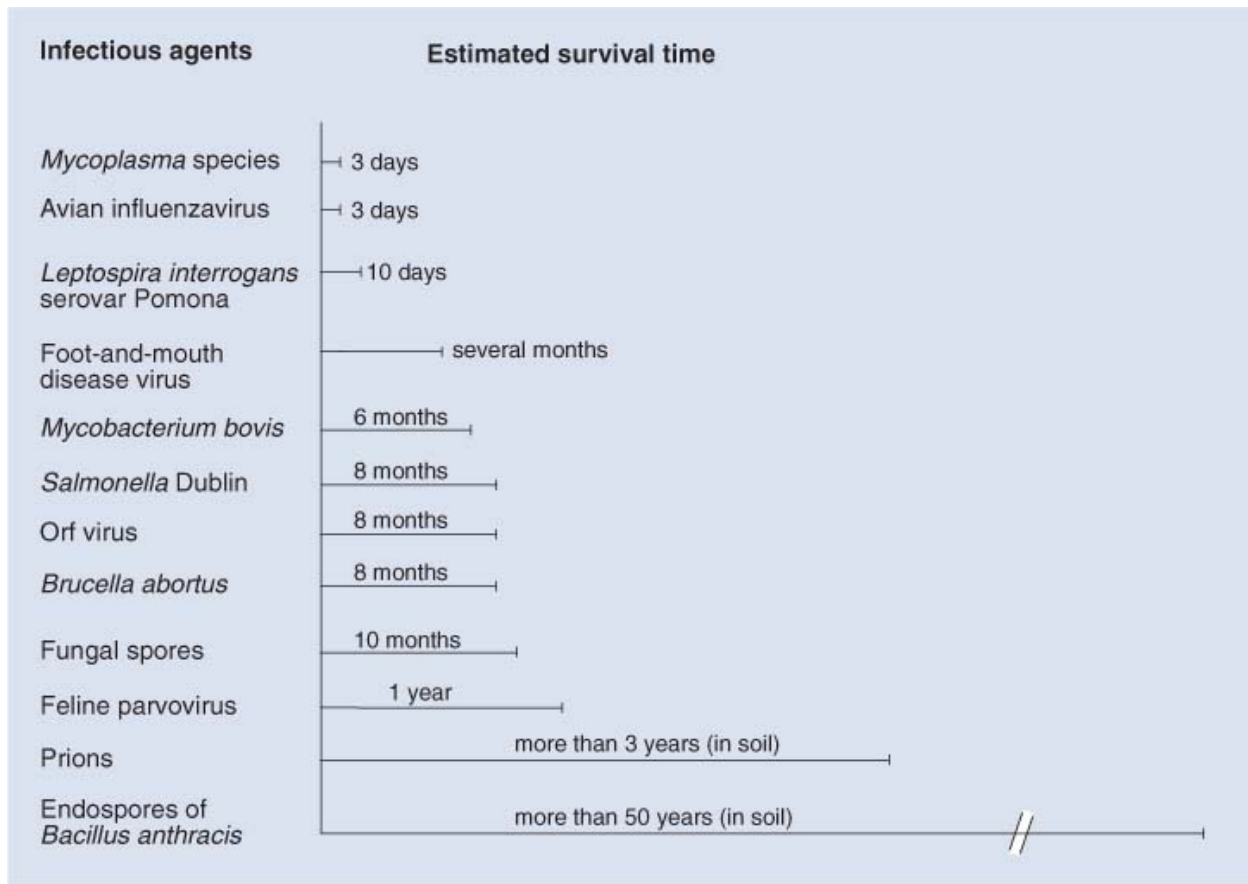 Infectious agents
Estimated survival time
Mycoplasma species
3 days
Avian influenzavirus
3 days
Leptospira interrogans
serovar Pomona
10 days
Foot-and-mouth
disease virus
several months
Mycobacterium bovis
6 months
Salmonella Dublin
8 months
Orf virus
8 months
Brucella abortus
8 months
Fungal spores
10 months
Feline parvovirus
1 year
Prions
more than 3 years (in soil)
Endospores of
Bacillus anthracis
more than 50 years (in soil)